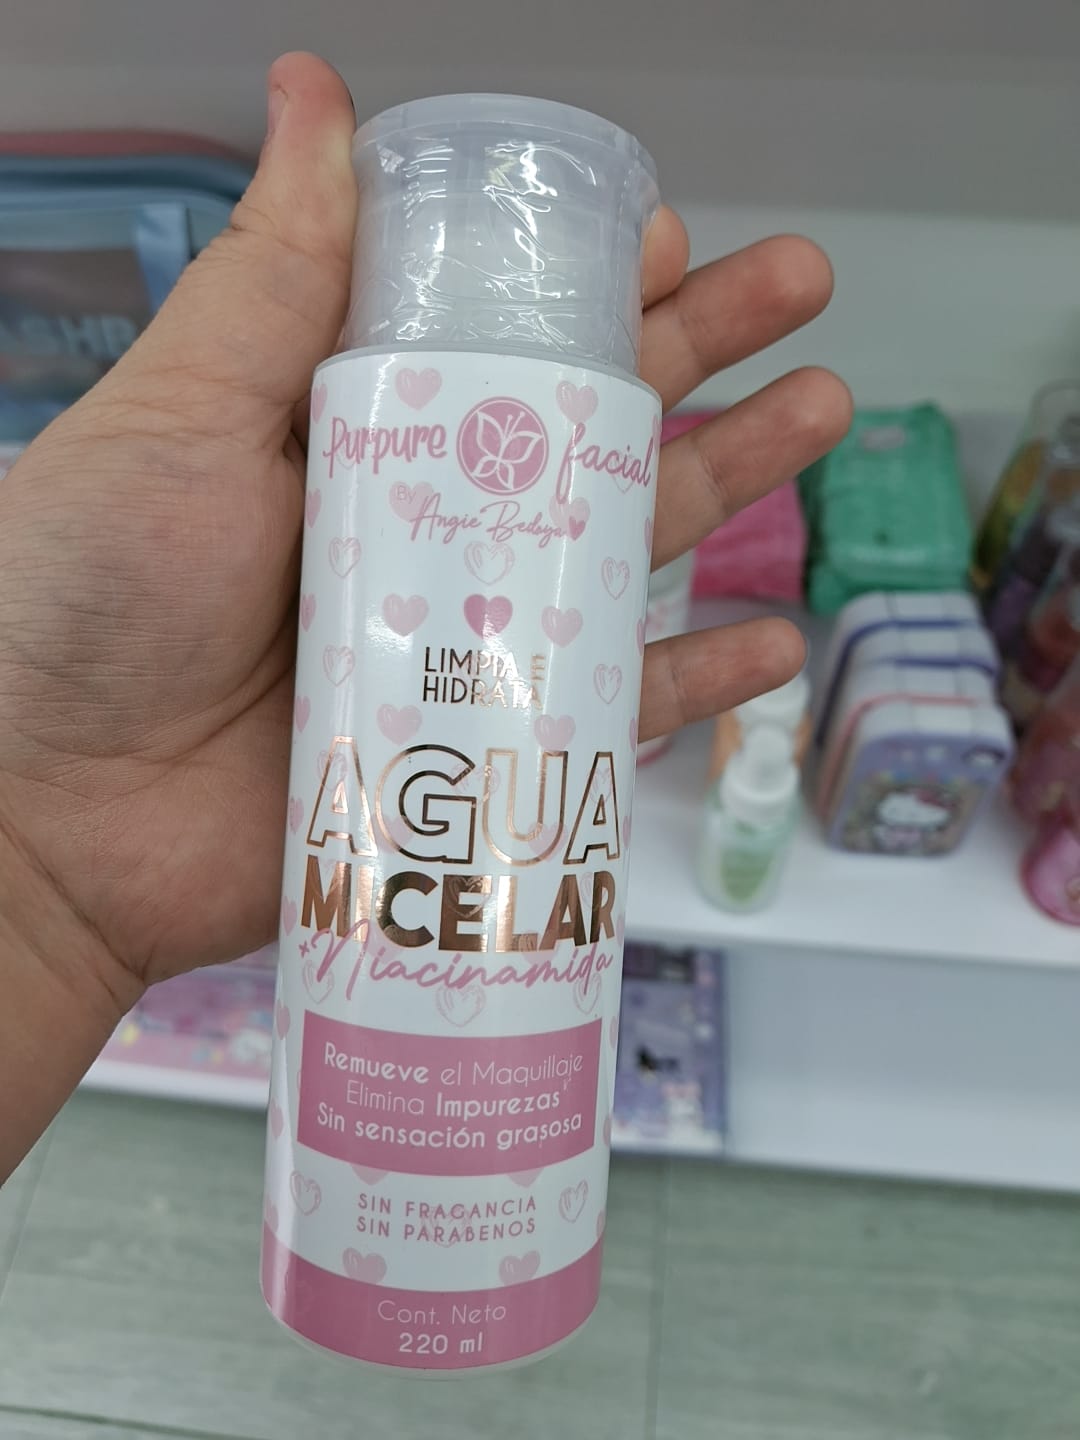 Purpure facial
By Angie Bedoya
LIMPIA E
HIDRATA
AGUA
MICELAR
+Niacinamida
Remueve el Maquillaje
Elimina Impurezas
Sin sensación grasosa
SIN FRAGANCIA
SIN PARABENOS
Cont. Neto
220 ml